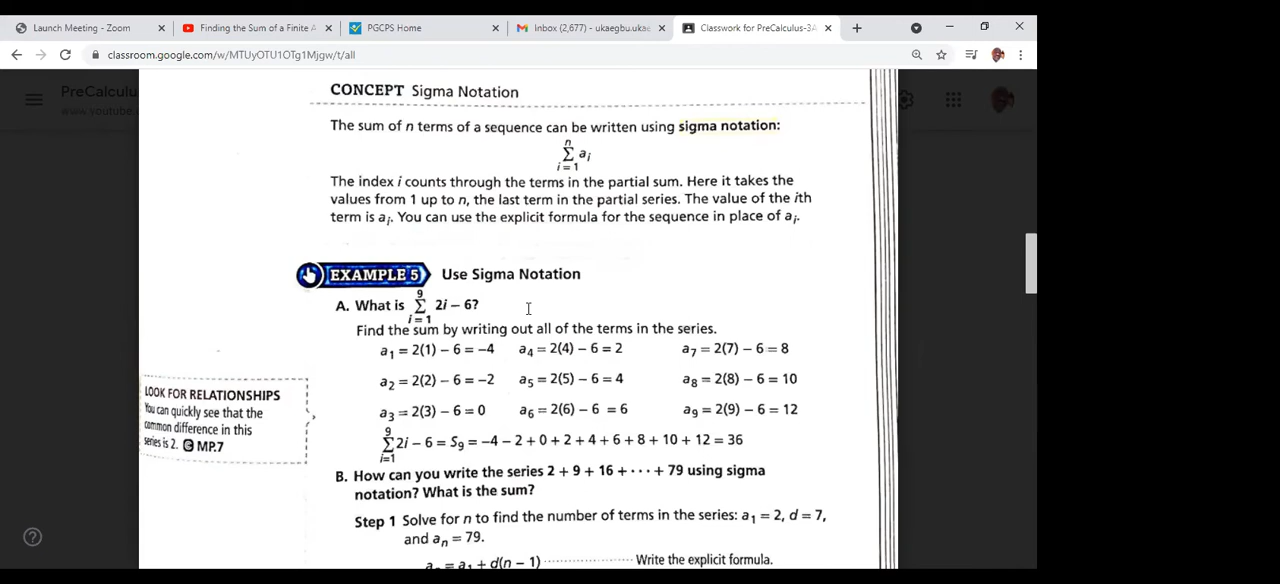 Launch Meeting - Zoom
Finding the Sum of a Finite A
PGCPS Home
Inbox (2,677) - ukaegbu.ukae
Classwork for PreCalculus-3A
classroom.google.com/w/MTUyOTU1OTg1Mjgw/t/all
PreCalculu
www.youtube.
CONCEPT Sigma Notation
The sum of n terms of a sequence can be written using sigma notation:
n
Σ aᵢ
i = 1
The index i counts through the terms in the partial sum. Here it takes the
values from 1 up to n, the last term in the partial series. The value of the ith
term is aᵢ. You can use the explicit formula for the sequence in place of aᵢ.
EXAMPLE 5 Use Sigma Notation
9
A. What is Σ 2i – 6?
i = 1
Find the sum by writing out all of the terms in the series.
a₁ = 2(1) – 6 = –4 a₄ = 2(4) – 6 = 2 a₇ = 2(7) – 6 = 8
a₂ = 2(2) – 6 = –2 a₅ = 2(5) – 6 = 4 a₈ = 2(8) – 6 = 10
a₃ = 2(3) – 6 = 0 a₆ = 2(6) – 6 = 6 a₉ = 2(9) – 6 = 12
9
Σ 2i – 6 = S₉ = –4 – 2 + 0 + 2 + 4 + 6 + 8 + 10 + 12 = 36
i=1
LOOK FOR RELATIONSHIPS
You can quickly see that the
common difference in this
series is 2. C MP.7
B. How can you write the series 2 + 9 + 16 + · · · + 79 using sigma
notation? What is the sum?
Step 1 Solve for n to find the number of terms in the series: a₁ = 2, d = 7,
and aₙ = 79.
aₙ = a₁ + d(n – 1) Write the explicit formula.